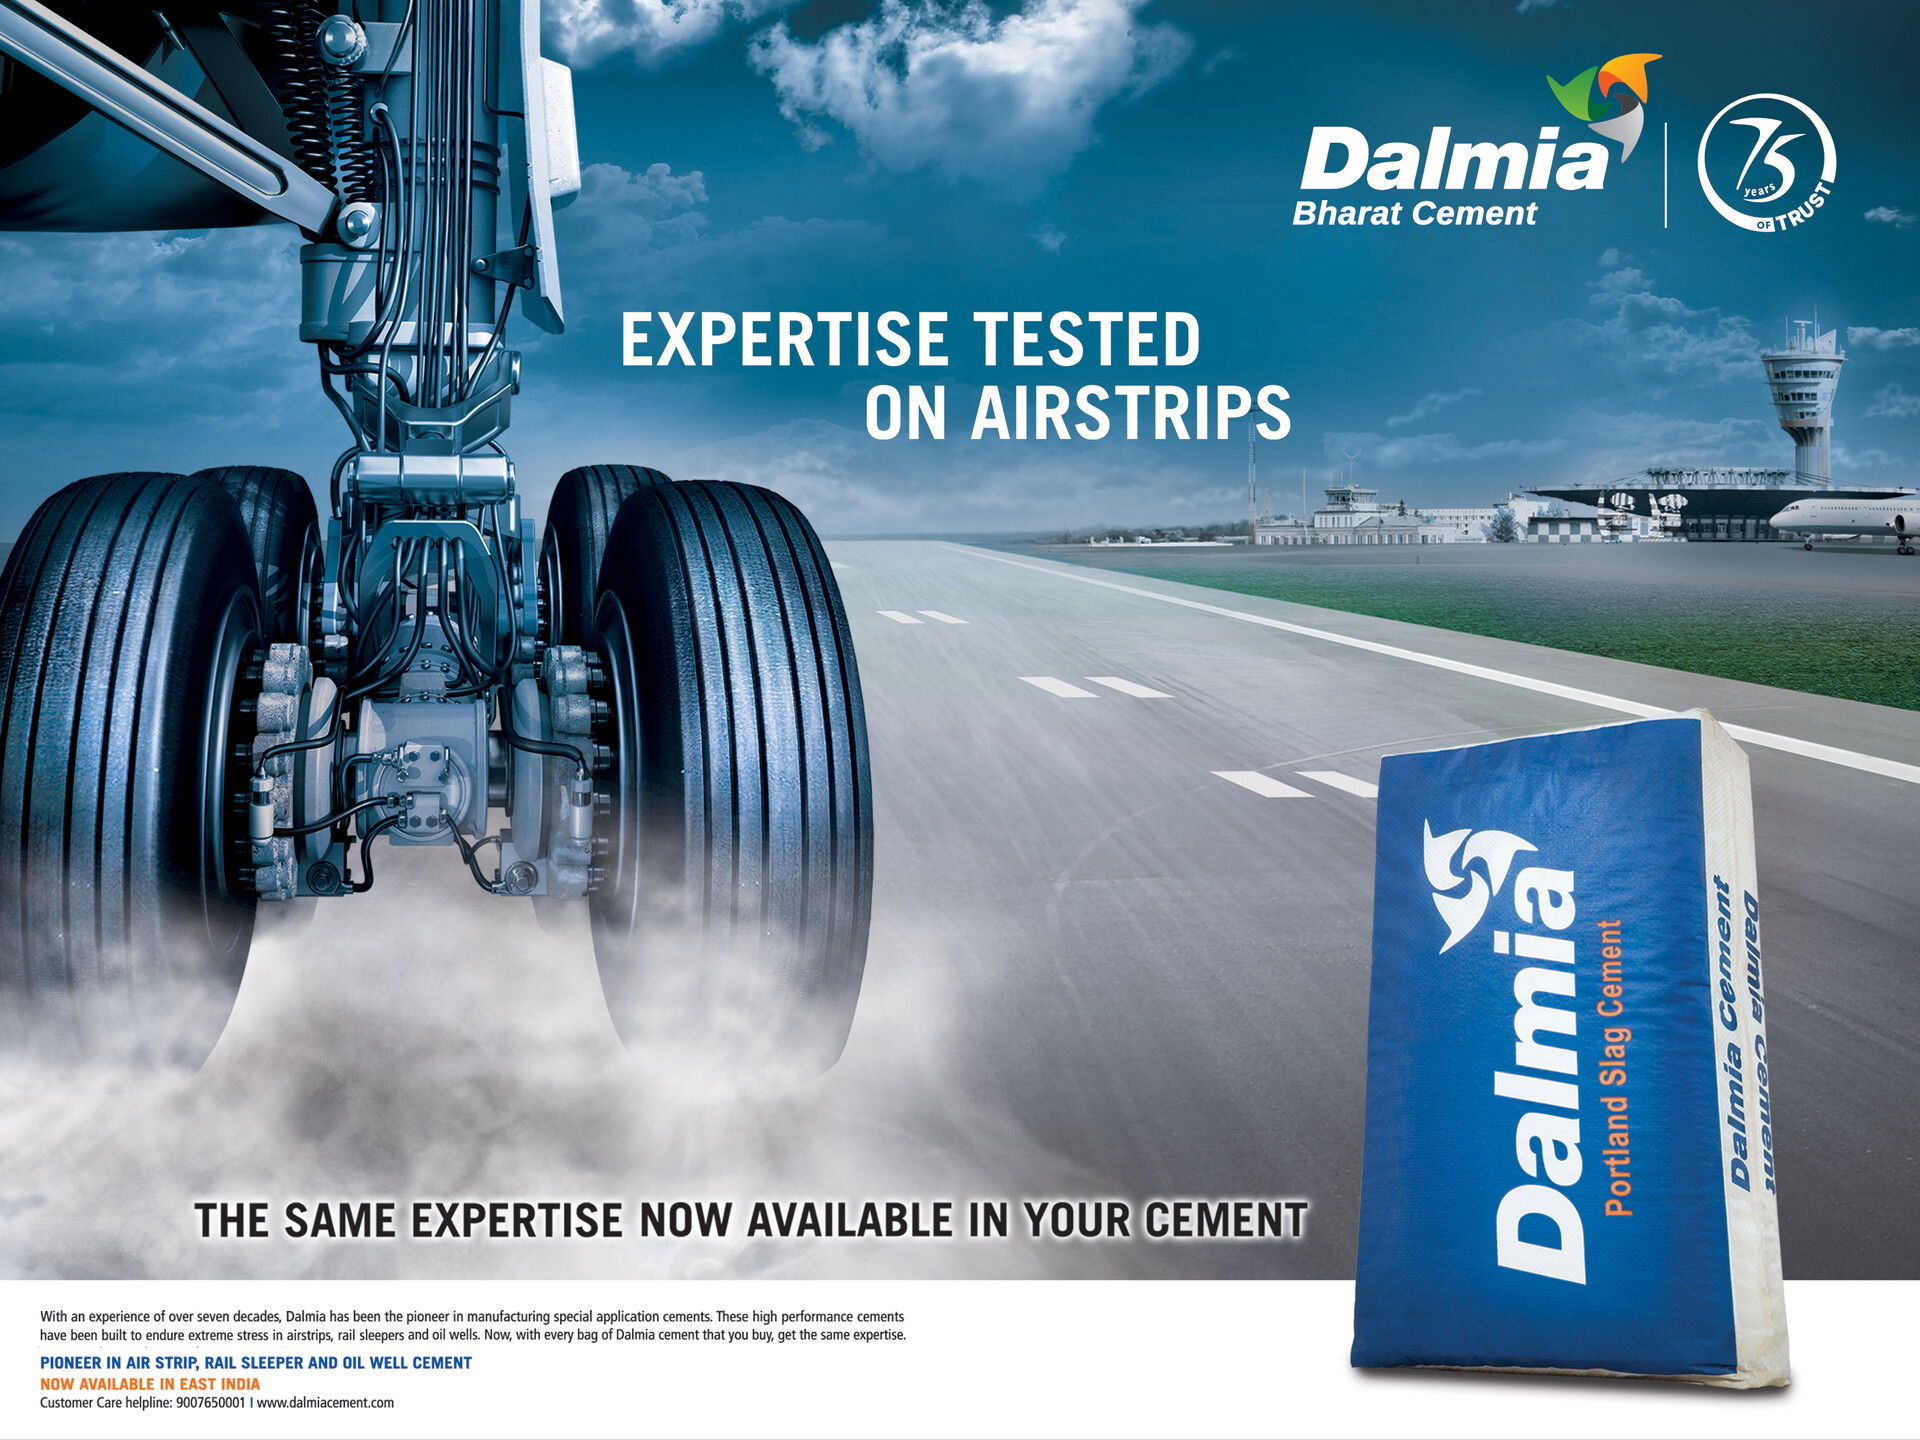 Dalmia
Bharat Cement
75
years
OF TRUST
EXPERTISE TESTED
ON AIRSTRIPS
Dalmia
Portland Slag Cement
Dalmia Cement
Dalmia Cement
THE SAME EXPERTISE NOW AVAILABLE IN YOUR CEMENT
With an experience of over seven decades, Dalmia has been the pioneer in manufacturing special application cements. These high performance cements
have been built to endure extreme stress in airstrips, rail sleepers and oil wells. Now, with every bag of Dalmia cement that you buy, get the same expertise.
PIONEER IN AIR STRIP, RAIL SLEEPER AND OIL WELL CEMENT
NOW AVAILABLE IN EAST INDIA
Customer Care helpline: 9007650001 | www.dalmiacement.com